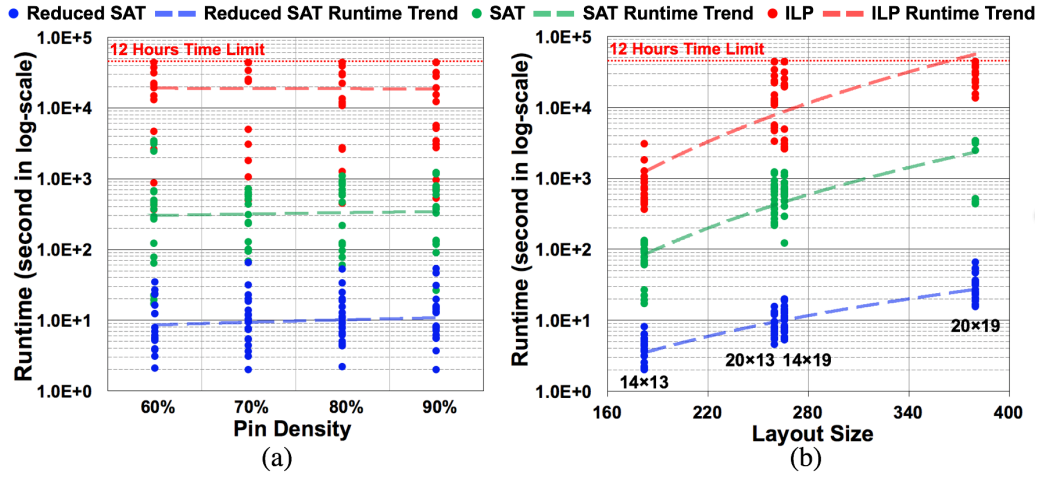 Reduced SAT Reduced SAT Runtime Trend SAT SAT Runtime Trend ILP ILP Runtime Trend
Runtime (second in log-scale)
1.0E+5
1.0E+4
1.0E+3
1.0E+2
1.0E+1
1.0E+0
12 Hours Time Limit
60% 70% 80% 90%
Pin Density
(a)
Runtime (second in log-scale)
1.0E+5
1.0E+4
1.0E+3
1.0E+2
1.0E+1
1.0E+0
12 Hours Time Limit
14×13
20×13 14×19
20×19
160 220 280 340 400
Layout Size
(b)